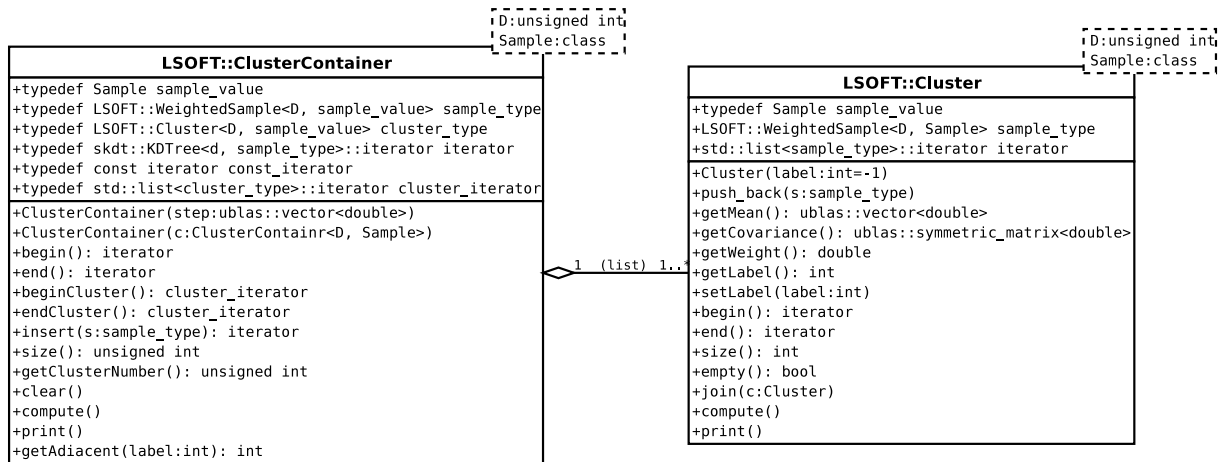 D:unsigned int
Sample:class
LSOFT::ClusterContainer
+typedef Sample sample_value
+typedef LSOFT::WeightedSample<D, sample_value> sample_type
+typedef LSOFT::Cluster<D, sample_value> cluster_type
+typedef skdt::KDTree<d, sample_type>::iterator iterator
+typedef const iterator const_iterator
+typedef std::list<cluster_type>::iterator cluster_iterator
+ClusterContainer(step:ublas::vector<double>)
+ClusterContainer(c:ClusterContainr<D, Sample>)
+begin(): iterator
+end(): iterator
+beginCluster(): cluster_iterator
+endCluster(): cluster_iterator
+insert(s:sample_type): iterator
+size(): unsigned int
+getClusterNumber(): unsigned int
+clear()
+compute()
+print()
+getAdiacent(label:int): int
1 (list) 1..*
D:unsigned int
Sample:class
LSOFT::Cluster
+typedef Sample sample_value
+LSOFT::WeightedSample<D, Sample> sample_type
+std::list<sample_type>::iterator iterator
+Cluster(label:int=-1)
+push_back(s:sample_type)
+getMean(): ublas::vector<double>
+getCovariance(): ublas::symmetric_matrix<double>
+getWeight(): double
+getLabel(): int
+setLabel(label:int)
+begin(): iterator
+end(): iterator
+size(): int
+empty(): bool
+join(c:Cluster)
+compute()
+print()